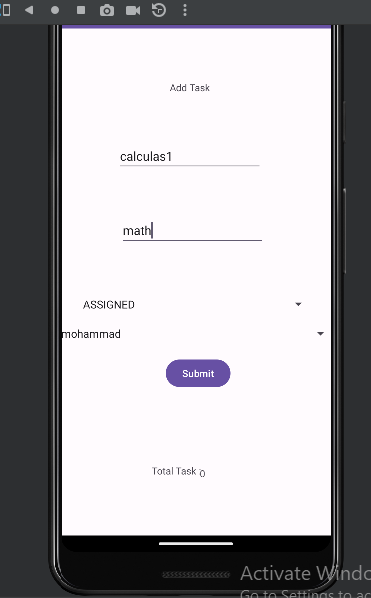 Add Task
calculas1
math
ASSIGNED
mohammad
Submit
Total Task 0
Activate Windo
Go to Settings to ac